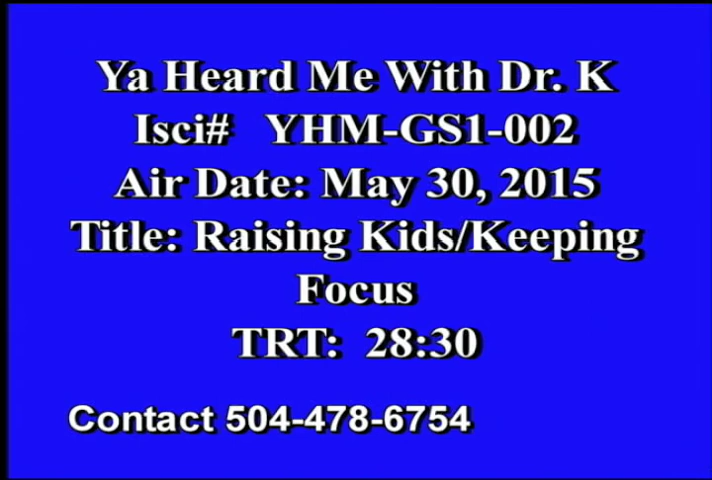 Ya Heard Me With Dr. K
Isci# YHM-GS1-002
Air Date: May 30, 2015
Title: Raising Kids/Keeping
Focus
TRT: 28:30
Contact 504-478-6754